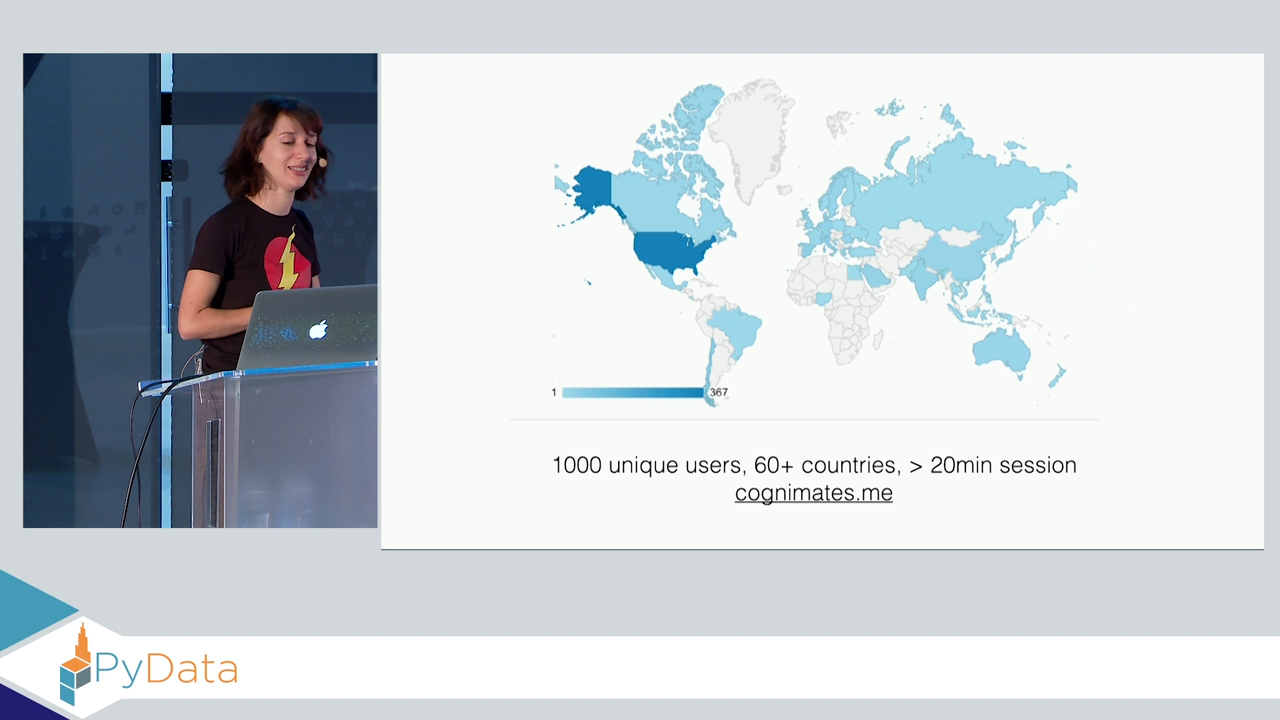 1
367
1000 unique users, 60+ countries, > 20min session
cognimates.me
PyData